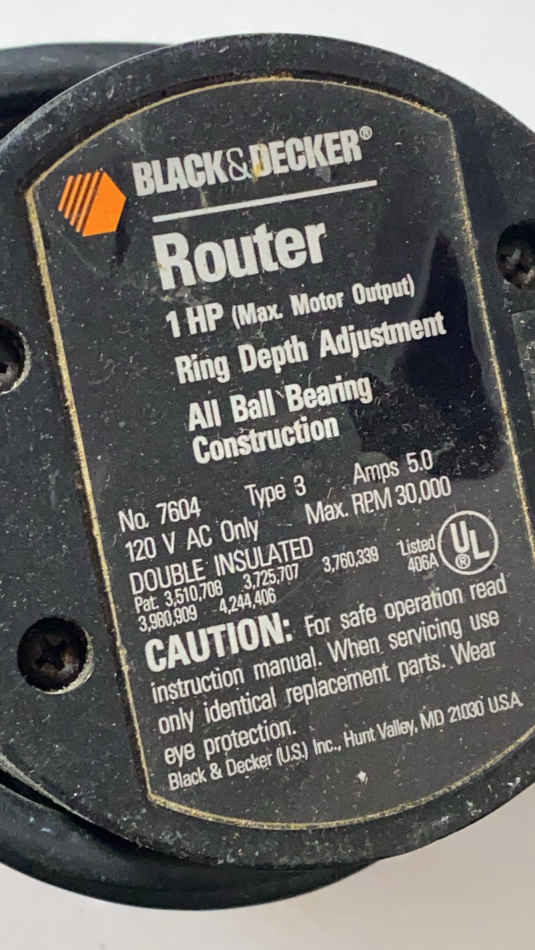 BLACK&DECKER®
Router
1 HP (Max. Motor Output)
Ring Depth Adjustment
All Ball Bearing
Construction
No. 7604 Type 3 Amps 5.0
120 V AC Only Max. RPM 30,000
DOUBLE INSULATED
Pat. 3,510,708 3,725,707 3,760,339 Listed
3,980,909 4,244,406 406A UL®
CAUTION: For safe operation read
instruction manual. When servicing use
only identical replacement parts. Wear
eye protection.
Black & Decker (U.S.) Inc., Hunt Valley, MD 21030 U.S.A.